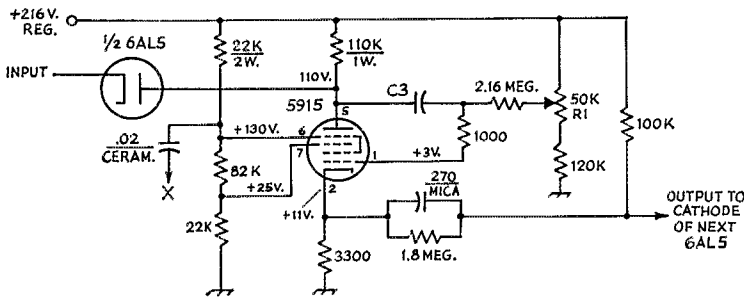 +216V.
REG.
½ 6AL5
22K
2W.
110K
1W.
INPUT
110V.
C3
2.16 MEG.
50K
R1
5915
5
100K
.02
CERAM.
+130V.
6
7
1
+3V.
1000
X
82K
+25V.
2
120K
270
MICA
+11V.
22K
3300
1.8 MEG.
OUTPUT TO
CATHODE
OF NEXT
6AL5